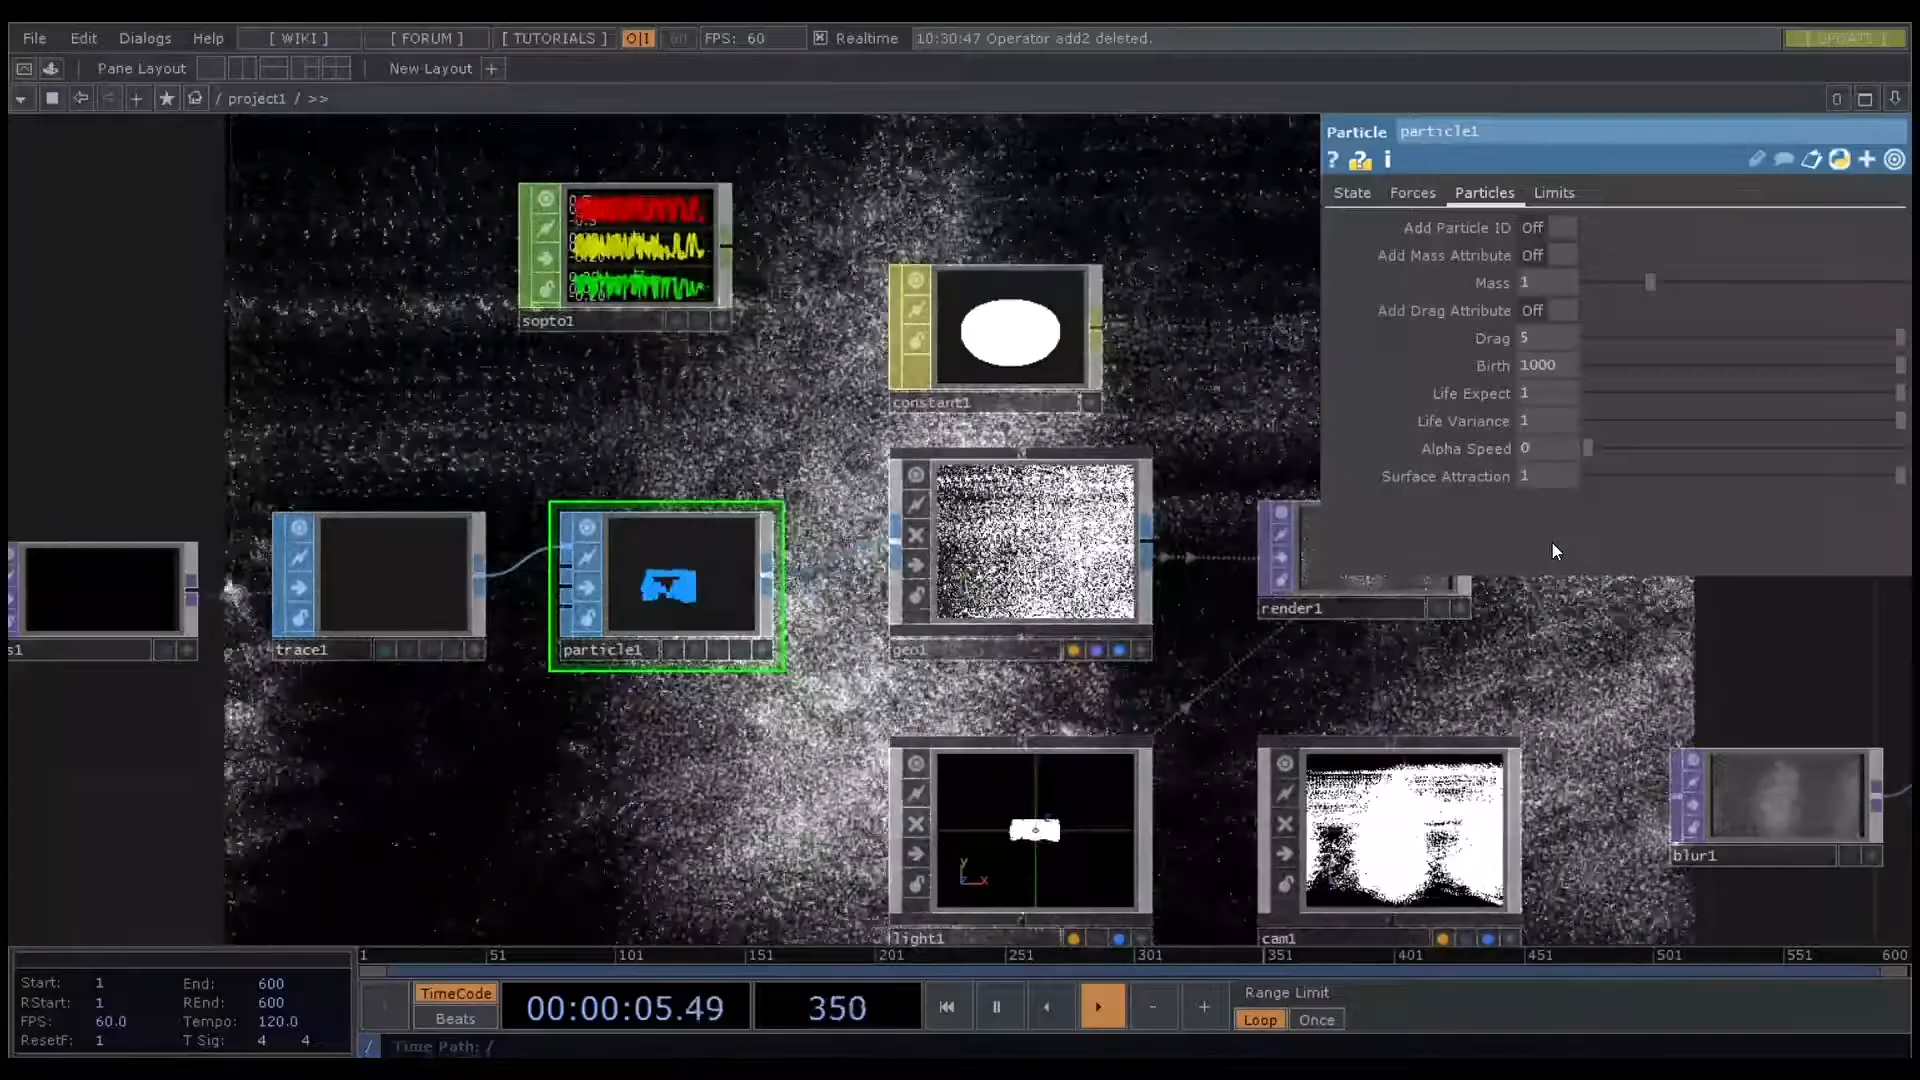 File Edit Dialogs Help [ WIKI ] [ FORUM ] [ TUTORIALS ] O|I 60 FPS: 60 Realtime 10:30:47 Operator add2 deleted. [ UPDATE ]
Pane Layout New Layout +
/ project1 / >> 0
Particle particle1
? ? i
State Forces Particles Limits
Add Particle ID Off
Add Mass Attribute Off
Mass 1
Add Drag Attribute Off
Drag 5
Birth 1000
Life Expect 1
Life Variance 1
Alpha Speed 0
Surface Attraction 1
sopto1
constant1
s1
trace1
particle1
geo1
render1
y
x
light1
cam1
blur1
1 51 101 151 201 251 301 351 401 451 501 551 600
Start: 1 End: 600
RStart: 1 REnd: 600
FPS: 60.0 Tempo: 120.0
ResetF: 1 T Sig: 4 4
TimeCode
Beats
00:00:05.49
350
- +
Range Limit
Loop Once
/ Time Path: /